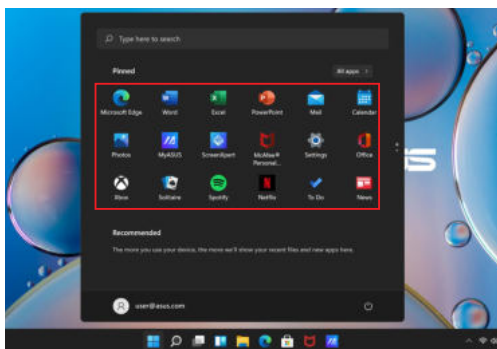 Type here to search
Pinned
All apps >
Microsoft Edge Word Excel PowerPoint Mail Calendar
Photos MyASUS ScreenXpert McAfee® Personal... Settings Office
Xbox Solitaire Spotify Netflix To Do News
Recommended
The more you use your device, the more we'll show your recent files and new apps here.
user@asus.com